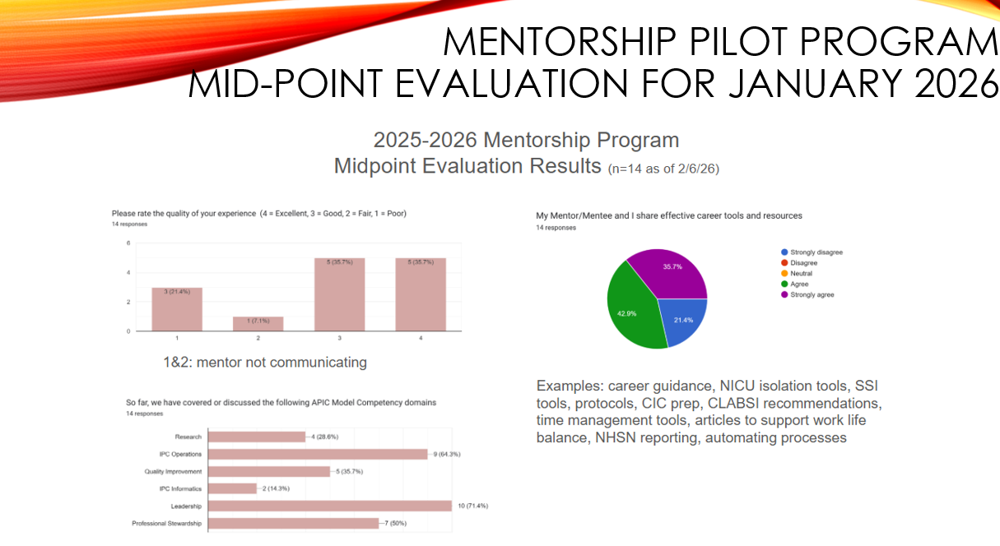 MENTORSHIP PILOT PROGRAM
MID-POINT EVALUATION FOR JANUARY 2026
2025-2026 Mentorship Program
Midpoint Evaluation Results (n=14 as of 2/6/26)
Please rate the quality of your experience (4 = Excellent, 3 = Good, 2 = Fair, 1 = Poor)
14 responses
6
4
2
0
3 (21.4%)
1 (7.1%)
5 (35.7%)
5 (35.7%)
1
2
3
4
1&2: mentor not communicating
So far, we have covered or discussed the following APIC Model Competency domains
14 responses
Research
4 (28.6%)
IPC Operations
9 (64.3%)
Quality Improvement
5 (35.7%)
IPC Informatics
2 (14.3%)
Leadership
10 (71.4%)
Professional Stewardship
7 (50%)
My Mentor/Mentee and I share effective career tools and resources
14 responses
35.7%
42.9%
21.4%
Strongly disagree
Disagree
Neutral
Agree
Strongly agree
Examples: career guidance, NICU isolation tools, SSI
tools, protocols, CIC prep, CLABSI recommendations,
time management tools, articles to support work life
balance, NHSN reporting, automating processes